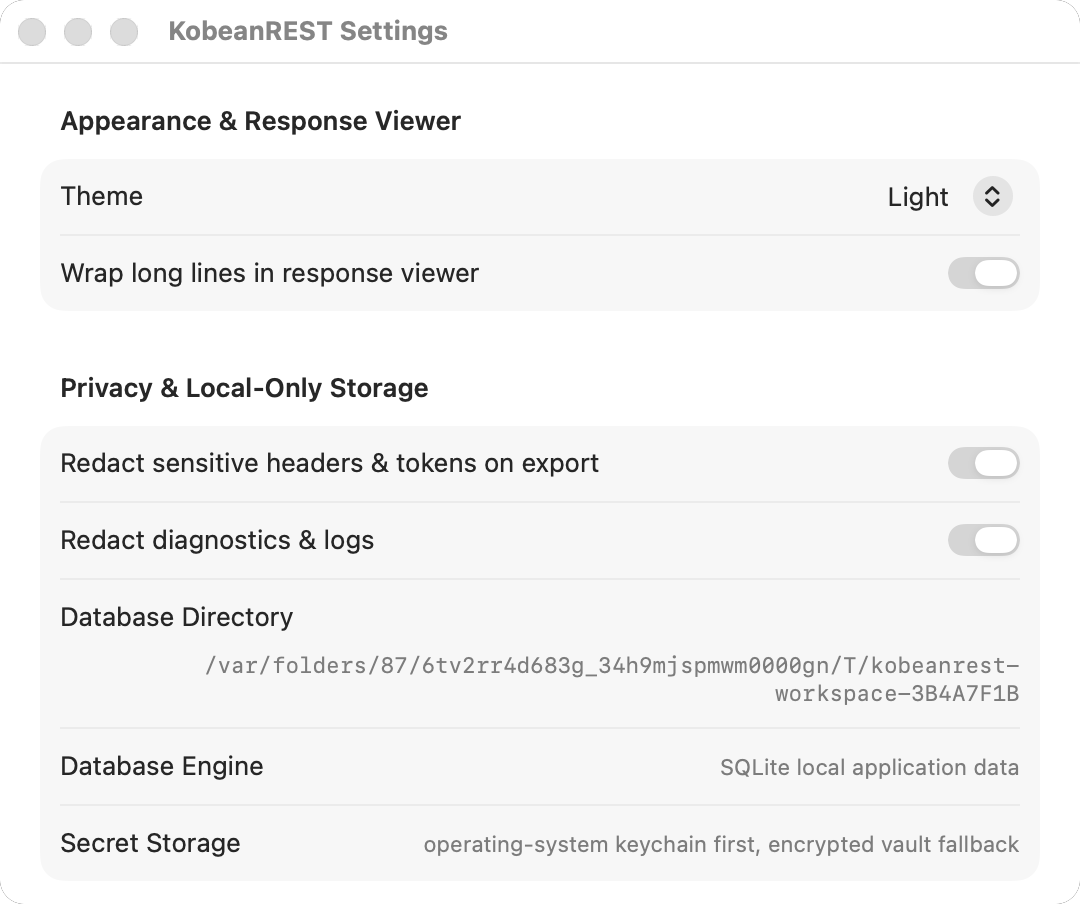 KobeanREST Settings
Appearance & Response Viewer
Theme
Light
Wrap long lines in response viewer
Privacy & Local-Only Storage
Redact sensitive headers & tokens on export
Redact diagnostics & logs
Database Directory
/var/folders/87/6tv2rr4d683g_34h9mjspmwm0000gn/T/kobeanrest-
workspace-3B4A7F1B
Database Engine
SQLite local application data
Secret Storage
operating-system keychain first, encrypted vault fallback